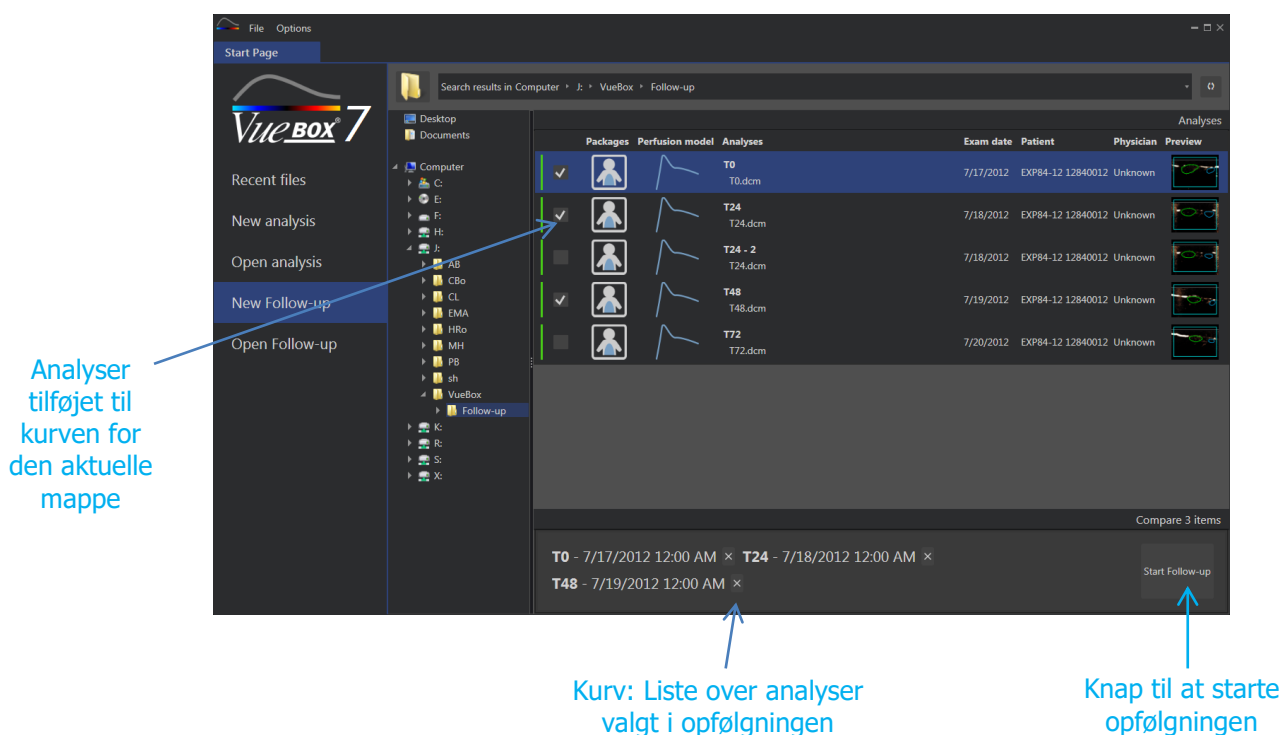 File Options
Start Page
VUEBOX® 7
Recent files
New analysis
Open analysis
New Follow-up
Open Follow-up
Search results in Computer J: VueBox Follow-up
Desktop
Documents
Computer
C:
E:
F:
H:
J:
AB
CBo
CL
EMA
HRo
MH
PB
sh
VueBox
Follow-up
K:
R:
S:
X:
Analyses
Packages Perfusion model Analyses Exam date Patient Physician Preview
T0
T0.dcm
7/17/2012 EXP84-12 12840012 Unknown
T24
T24.dcm
7/18/2012 EXP84-12 12840012 Unknown
T24 - 2
T24.dcm
7/18/2012 EXP84-12 12840012 Unknown
T48
T48.dcm
7/19/2012 EXP84-12 12840012 Unknown
T72
T72.dcm
7/20/2012 EXP84-12 12840012 Unknown
Compare 3 items
T0 - 7/17/2012 12:00 AM × T24 - 7/18/2012 12:00 AM ×
T48 - 7/19/2012 12:00 AM ×
Start Follow-up
Analyser
tilføjet til
kurven for
den aktuelle
mappe
Kurv: Liste over analyser
valgt i opfølgningen
Knap til at starte
opfølgningen